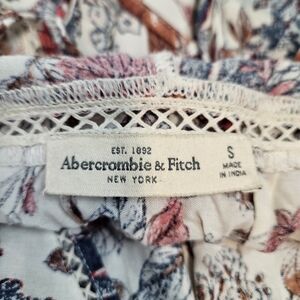 EST. 1892
Abercrombie & Fitch
NEW YORK
S
MADE
IN INDIA